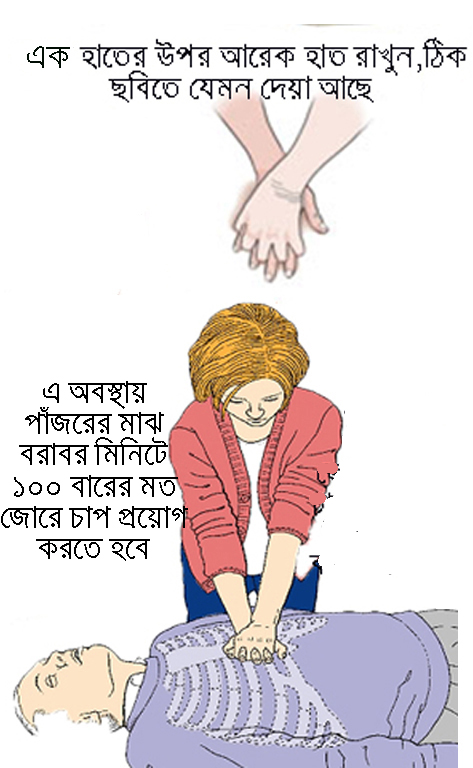 এক হাতের উপর আরেক হাত রাখুন,ঠিক
ছবিতে যেমন দেয়া আছে
এ অবস্থায়
পাঁজরের মাঝ
বরাবর মিনিটে
১০০ বারের মত
জোরে চাপ প্রয়োগ
করতে হবে